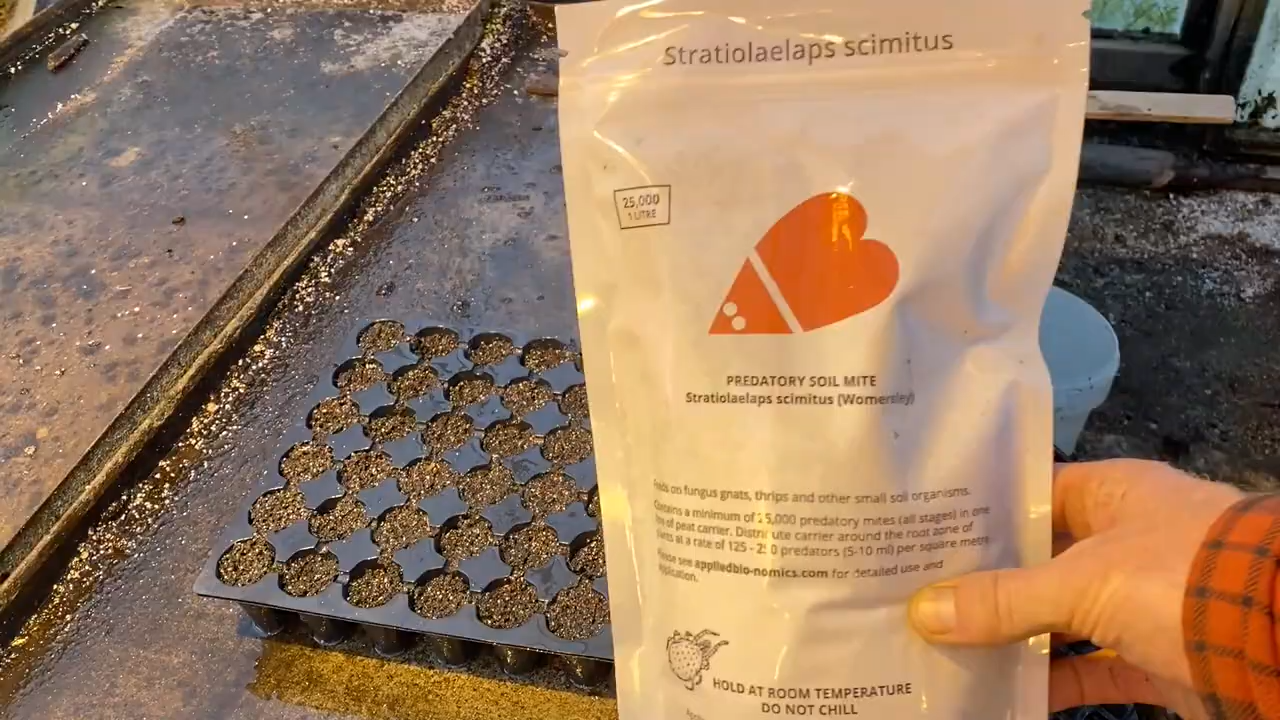 Stratiolaelaps scimitus
25,000
1 LITRE
PREDATORY SOIL MITE
Stratiolaelaps scimitus (Womersley)
on fungus gnats, thrips and other small soil organisms.
Contains a minimum of 25,000 predatory mites (all stages) in one
of peat carrier. Distribute carrier around the root zone of
plants at a rate of 125 - 250 predators (5-10 ml) per square metre.
Please see appliedbio-nomics.com for detailed use and
application.
HOLD AT ROOM TEMPERATURE
DO NOT CHILL